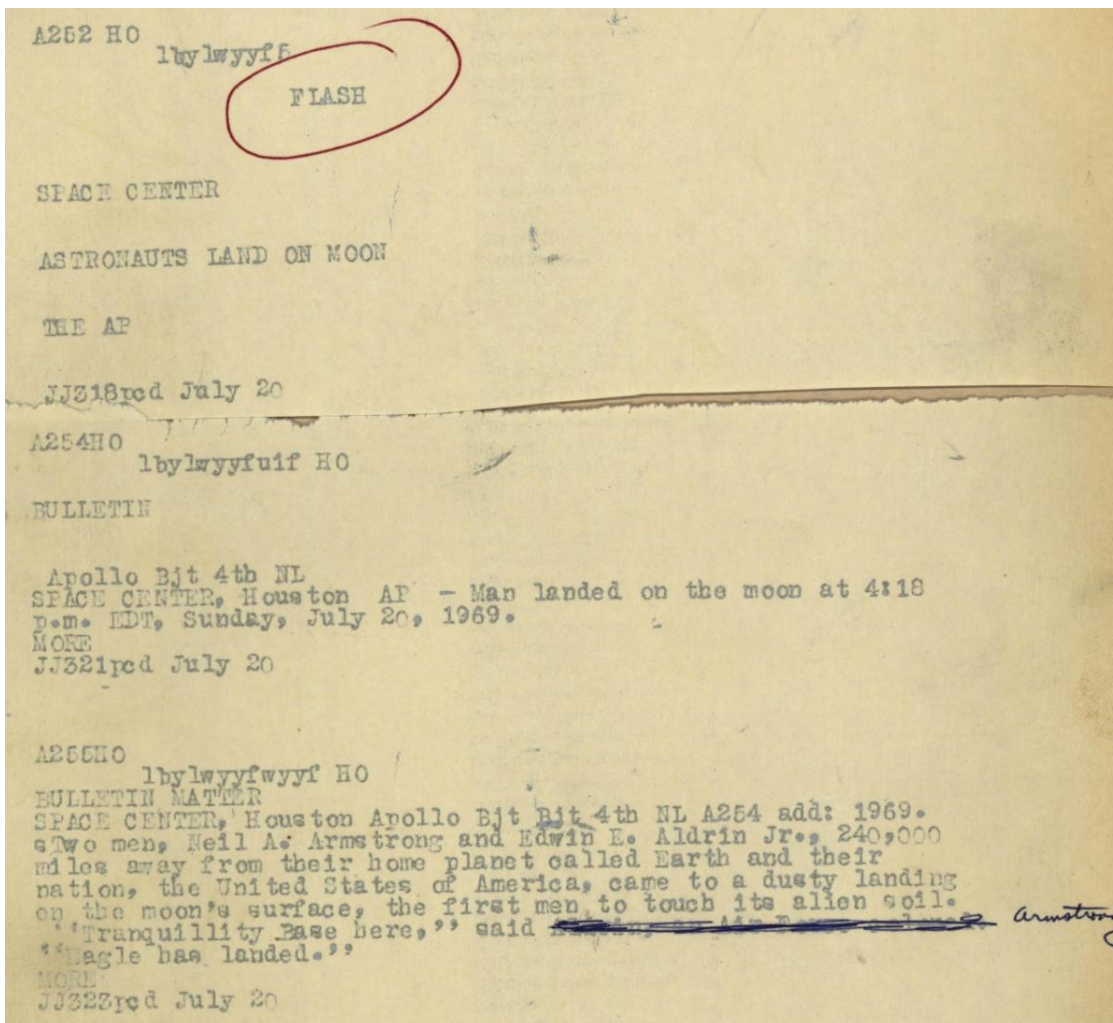 A252 HO
lbylwyyf
FLASH
SPACE CENTER
ASTRONAUTS LAND ON MOON
THE AP
JJ318pcd July 20
A254HO
lbylwyyfuif HO
BULLETIN
Apollo Bjt 4th NL
SPACE CENTER, Houston AP - Man landed on the moon at 4:18
p.m. EDT, Sunday, July 20, 1969.
MORE
JJ321pcd July 20
A255HO
lbylwyyfwyyf HO
BULLETIN MATTER
SPACE CENTER, Houston Apollo Bjt Bjt 4th NL A254 add: 1969.
sTwo men, Neil A. Armstrong and Edwin E. Aldrin Jr., 240,000
miles away from their home planet called Earth and their
nation, the United States of America, came to a dusty landing
on the moon's surface, the first men to touch its alien soil.
''Tranquillity Base here,'' said Armstrong
''Eagle has landed.''
MORE
JJ323pcd July 20